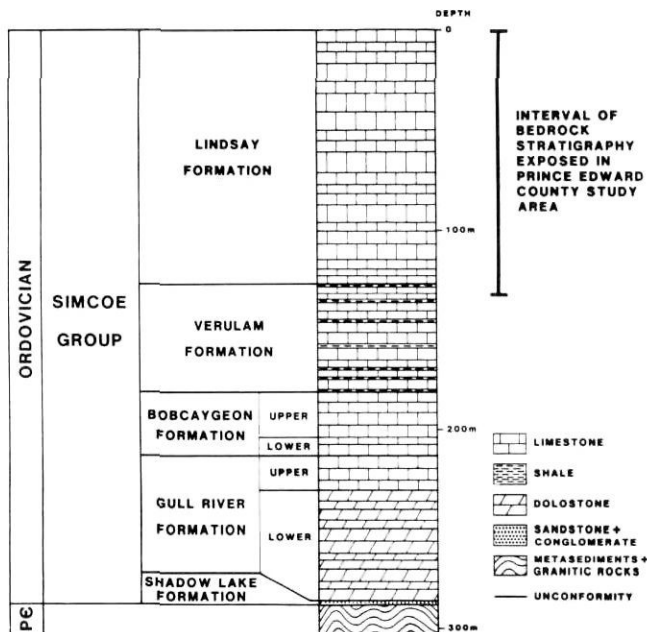 DEPTH
0
LINDSAY
FORMATION
INTERVAL OF
BEDROCK
STRATIGRAPHY
EXPOSED IN
PRINCE EDWARD
COUNTY STUDY
AREA
100m
ORDOVICIAN
SIMCOE
GROUP
VERULAM
FORMATION
BOBCAYGEON
FORMATION
UPPER
LOWER
200m
GULL RIVER
FORMATION
UPPER
LOWER
SHADOW LAKE
FORMATION
PЄ
300m
LIMESTONE
SHALE
DOLOSTONE
SANDSTONE+
CONGLOMERATE
METASEDIMENTS+
GRANITIC ROCKS
UNCONFORMITY